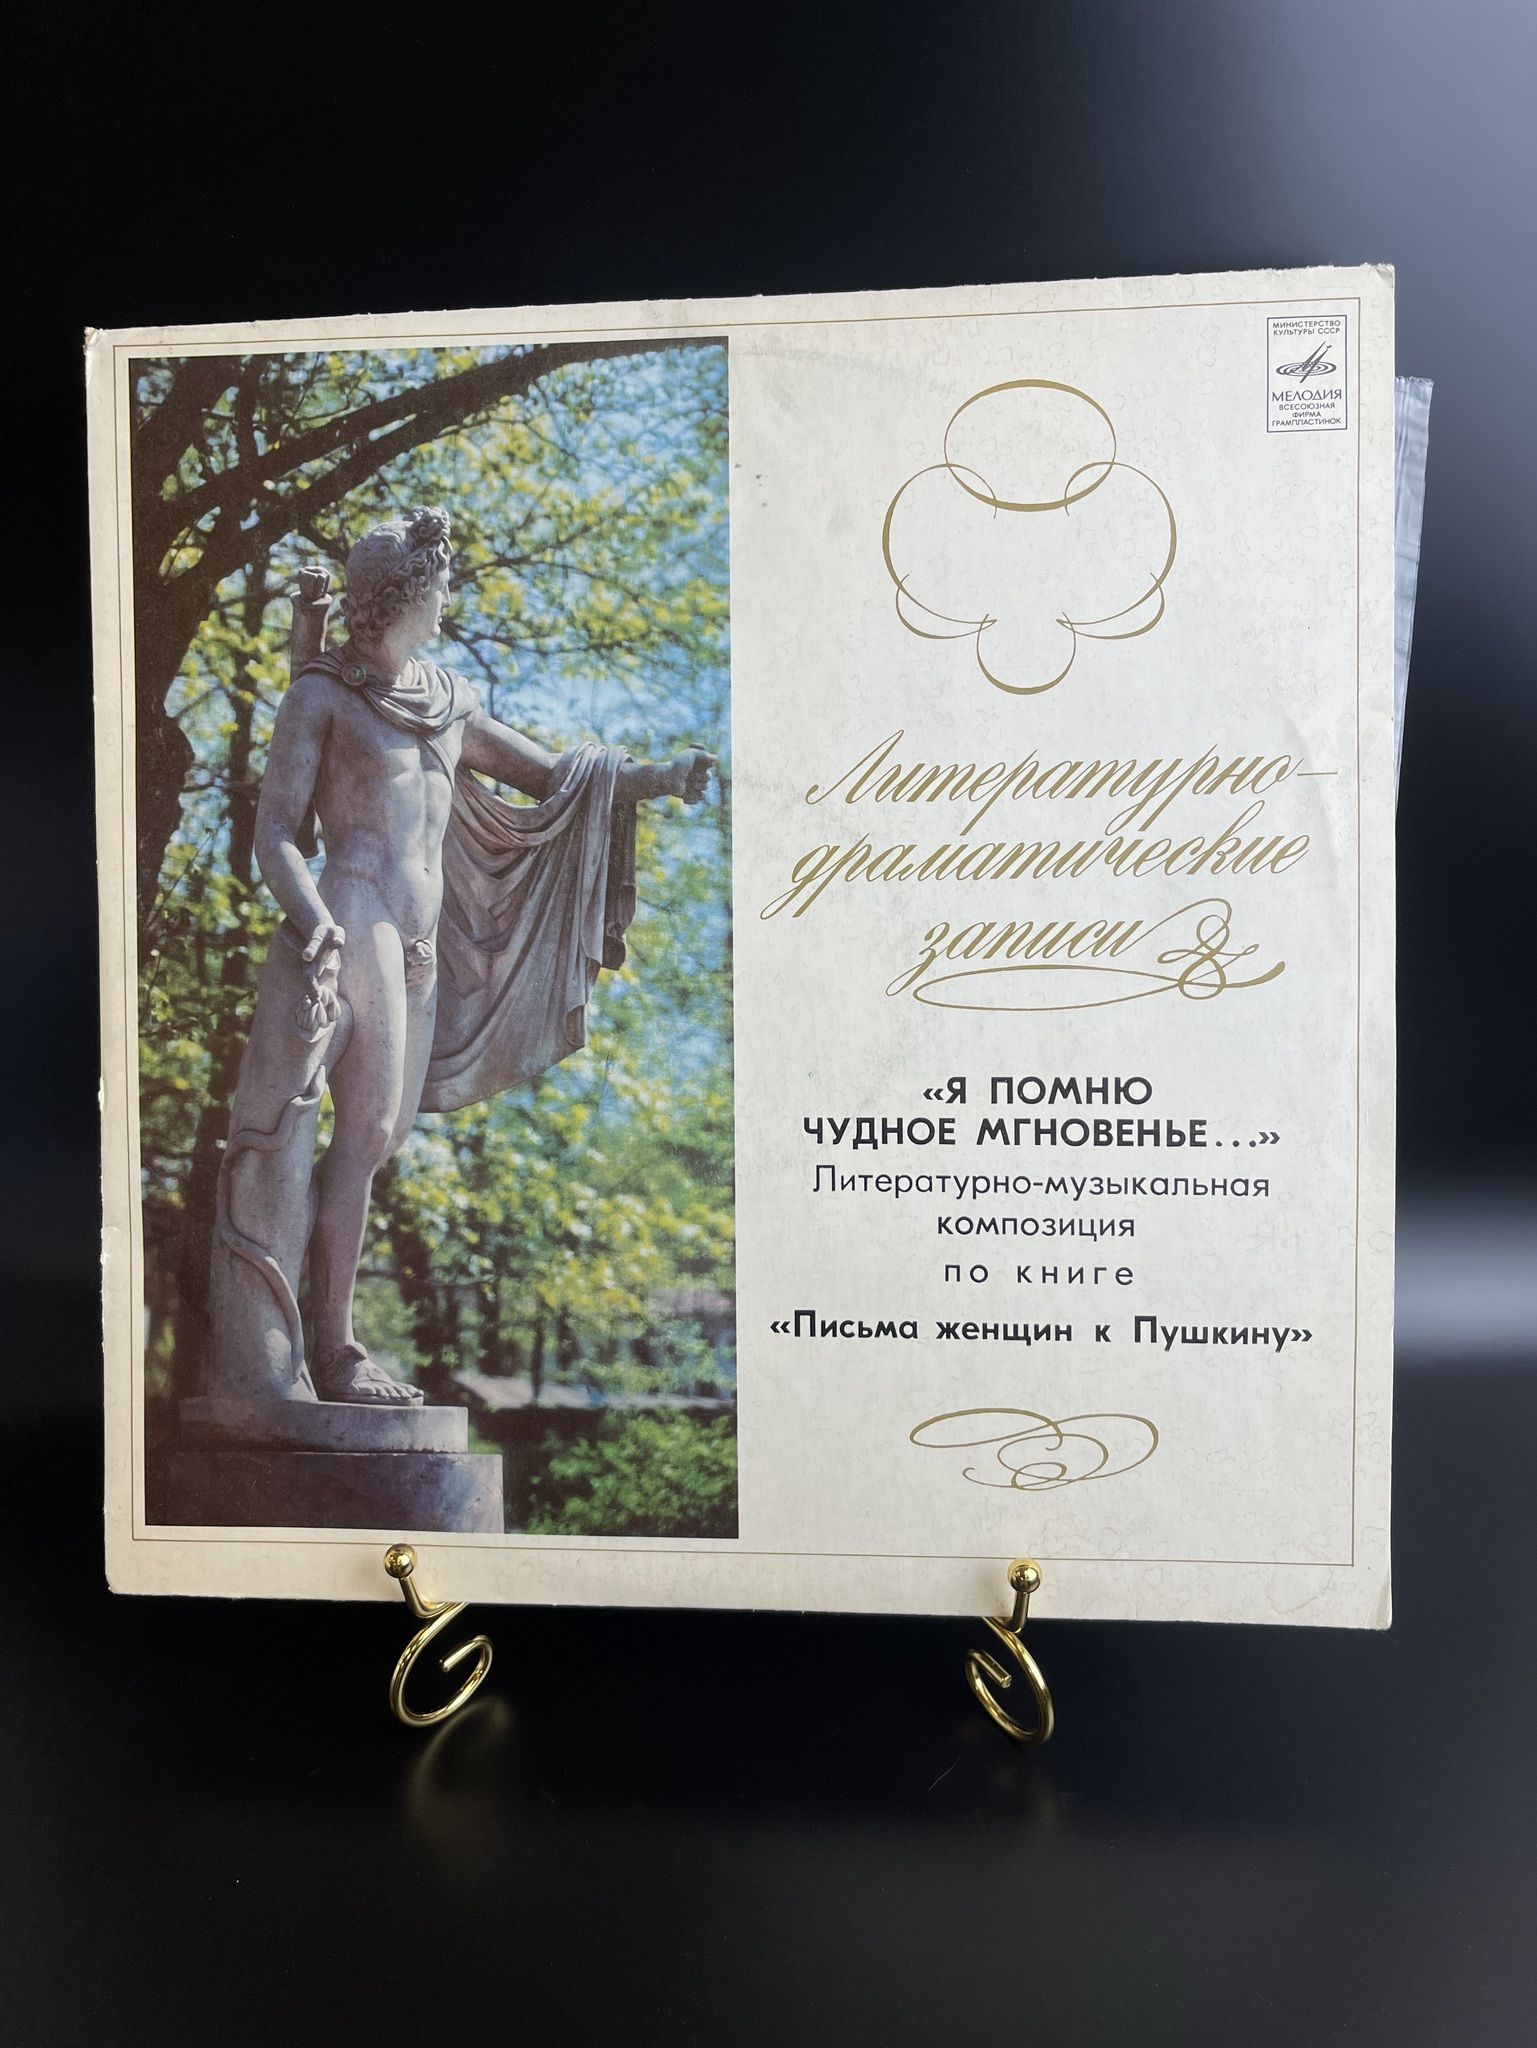 МИНИСТЕРСТВО
КУЛЬТУРЫ СССР
МЕЛОДИЯ
ВСЕСОЮЗНАЯ
ФИРМА
ГРАМПЛАСТИНОК
Литературно-
драматические
записи
«Я ПОМНЮ
ЧУДНОЕ МГНОВЕНЬЕ...»
Литературно-музыкальная
композиция
по книге
«Письма женщин к Пушкину»